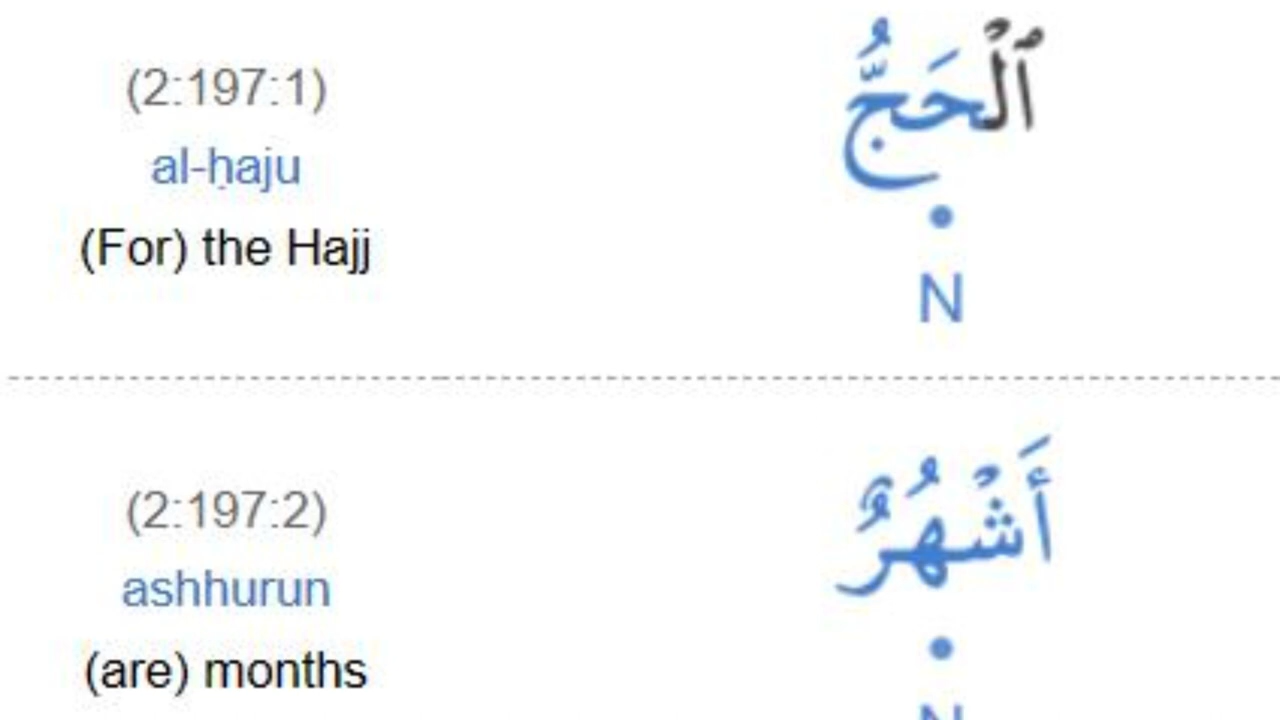 (2:197:1)
al-ḥaju
(For) the Hajj
ٱلْحَجُّ
N
(2:197:2)
ashhurun
(are) months
أَشْهُرٌ
N